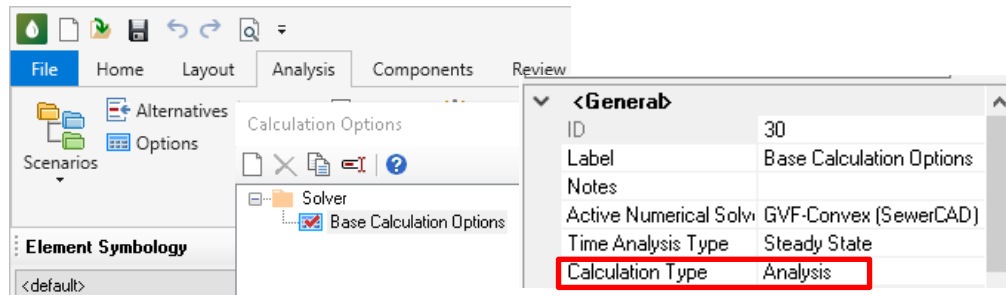 File Home Layout Analysis Components Review
Alternatives
Options
Scenarios
Calculation Options
Solver
Base Calculation Options
Element Symbology
<default>
<General>
ID 30
Label Base Calculation Options
Notes
Active Numerical Solv GVF-Convex (SewerCAD)
Time Analysis Type Steady State
Calculation Type Analysis